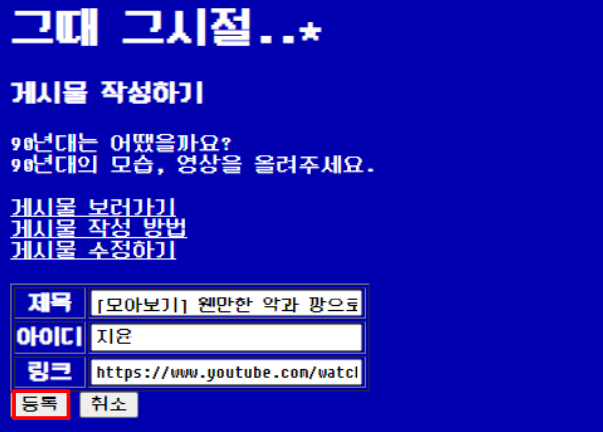 그때 그시절..*
게시물 작성하기
90년대는 어땠을까요?
90년대의 모습, 영상을 올려주세요.
게시물 보러가기
게시물 작성 방법
게시물 수정하기
제목 [모아보기] 웬만한 악과 깡으로
아이디 지윤
링크 https://www.youtube.com/watcl
등록 취소